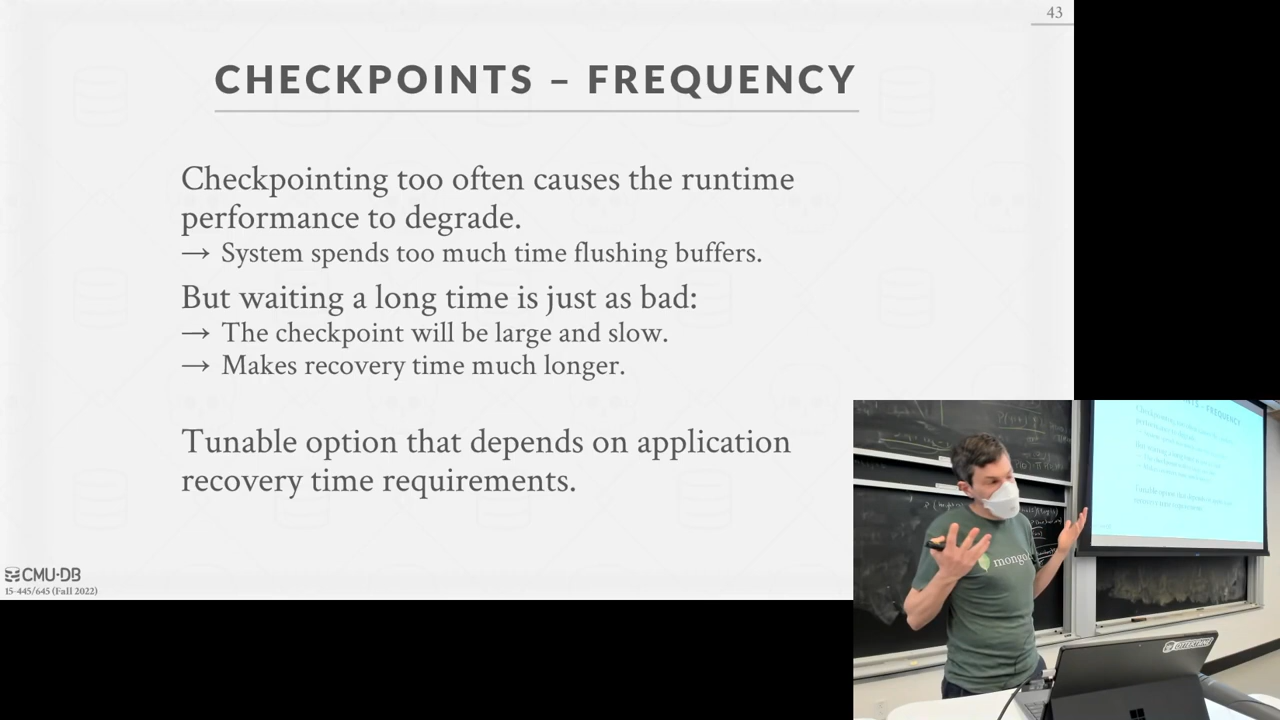 43
CHECKPOINTS – FREQUENCY
Checkpointing too often causes the runtime
performance to degrade.
→ System spends too much time flushing buffers.
But waiting a long time is just as bad:
→ The checkpoint will be large and slow.
→ Makes recovery time much longer.
Tunable option that depends on application
recovery time requirements.
CMU·DB
15-445/645 (Fall 2022)
mongo